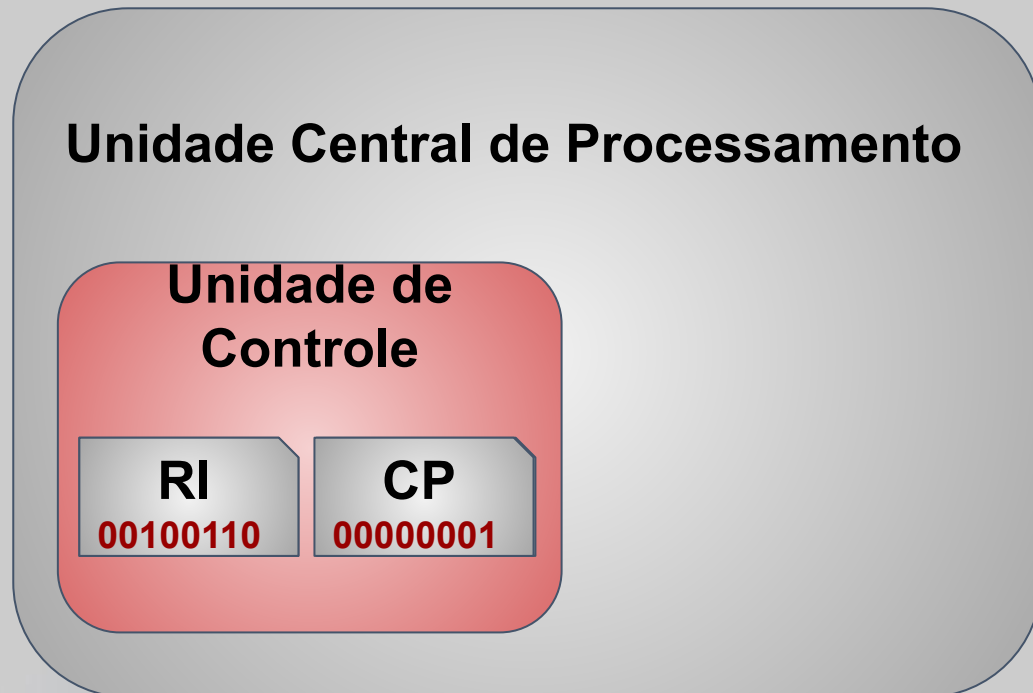 Unidade Central de Processamento
Unidade de
Controle
RI
00100110
CP
00000001